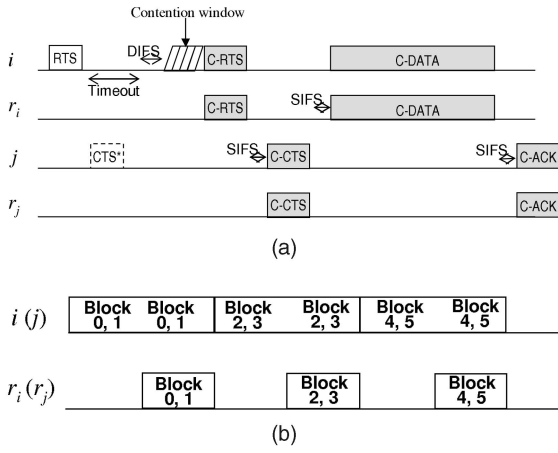 Contention window
i RTS DIFS C-RTS C-DATA
Timeout
r_i C-RTS SIFS C-DATA
j CTS* SIFS C-CTS SIFS C-ACK
r_j C-CTS C-ACK
(a)
i (j) Block 0, 1 Block 0, 1 Block 2, 3 Block 2, 3 Block 4, 5 Block 4, 5
r_i (r_j) Block 0, 1 Block 2, 3 Block 4, 5
(b)